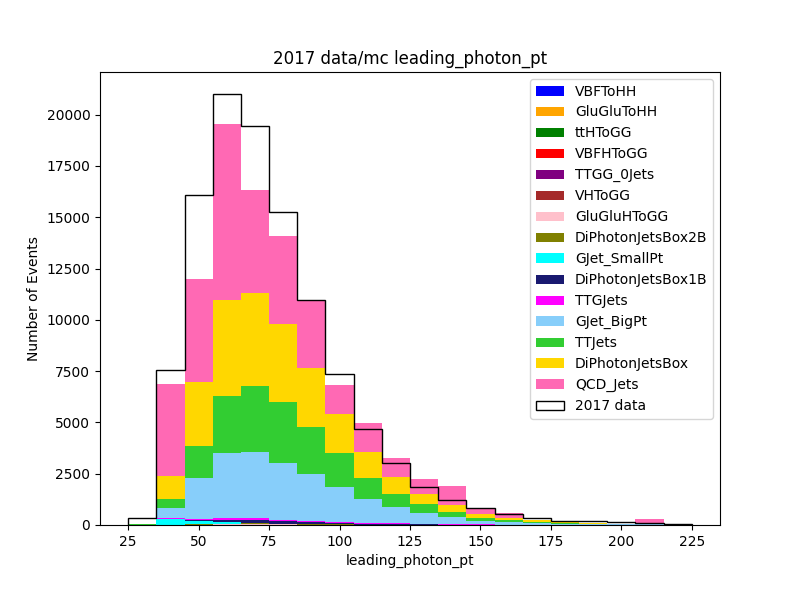 2017 data/mc leading_photon_pt
Number of Events
20000
17500
15000
12500
10000
7500
5000
2500
0
25
50
75
100
125
150
175
200
225
leading_photon_pt
VBFToHH
GluGluToHH
ttHToGG
VBFHToGG
TTGG_0Jets
VHToGG
GluGluHToGG
DiPhotonJetsBox2B
GJet_SmallPt
DiPhotonJetsBox1B
TTGJets
GJet_BigPt
TTJets
DiPhotonJetsBox
QCD_Jets
2017 data